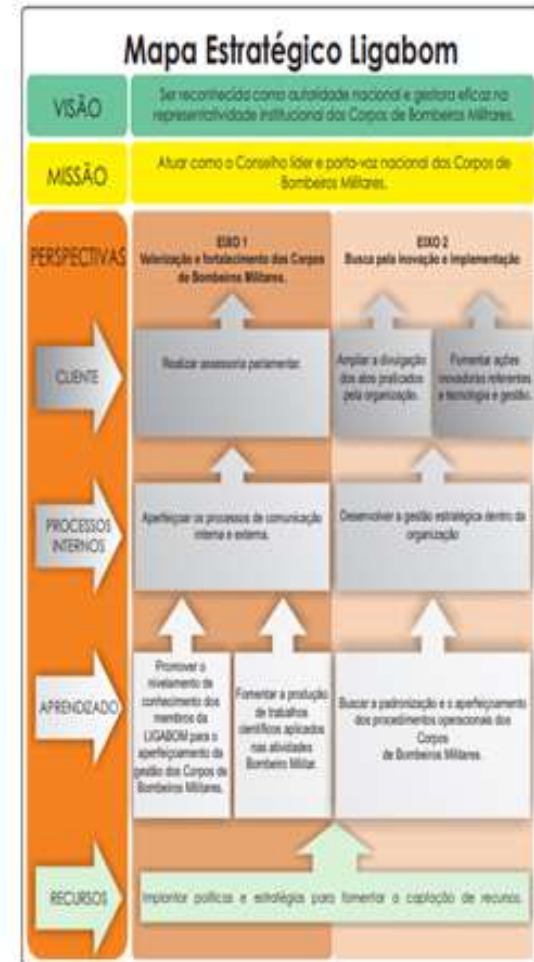 Mapa Estratégico Ligabom
VISÃO
Ser reconhecida como autoridade nacional e gestora eficaz na
representatividade institucional dos Corpos de Bombeiros Militares.
MISSÃO
Atuar como o Conselho líder e porta-voz nacional dos Corpos de
Bombeiros Militares.
PERSPECTIVAS
EIXO 1
Valorização e fortalecimento dos Corpos
de Bombeiros Militares.
EIXO 2
Busca pela inovação e implementação
CLIENTE
Realizar assessoria parlamentar.
Ampliar a divulgação
dos atos praticados
pela organização.
Fomentar ações
inovadoras referentes
a tecnologia e gestão.
PROCESSOS
INTERNOS
Aperfeiçoar os processos de comunicação
interna e externa.
Desenvolver a gestão estratégica dentro da
organização
APRENDIZADO
Promover o
nivelamento de
conhecimento dos
membros da
LIGABOM para o
aperfeiçoamento da
gestão dos Corpos de
Bombeiros Militares.
Fomentar a produção
de trabalhos
científicos aplicados
nas atividades
Bombeiro Militar.
Buscar a padronização e o aperfeiçoamento
dos procedimentos operacionais dos
Corpos
de Bombeiros Militares.
RECURSOS
Implantar políticas e estratégias para fomentar a captação de recursos.